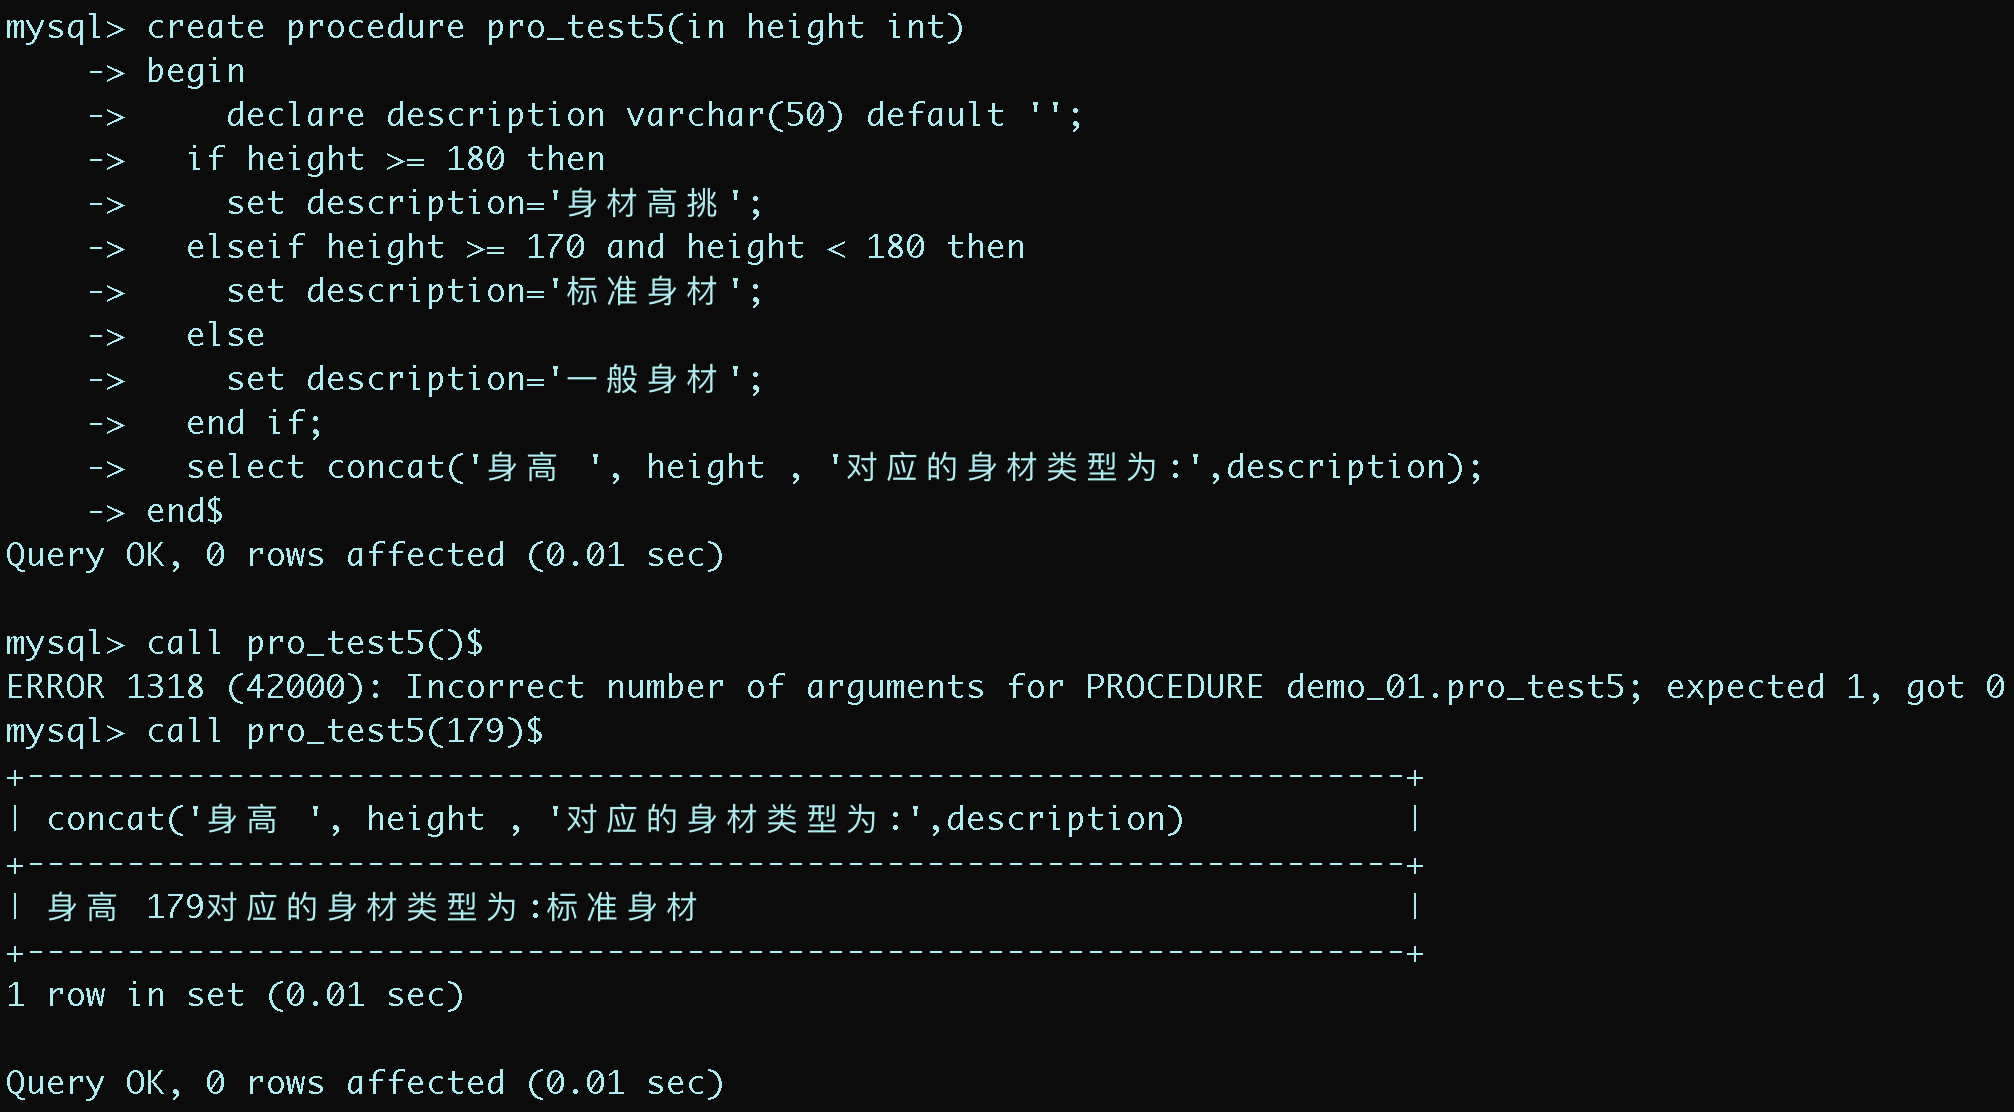 mysql> create procedure pro_test5(in height int)
    -> begin
    ->     declare description varchar(50) default '';
    ->   if height >= 180 then
    ->     set description='身材高挑';
    ->   elseif height >= 170 and height < 180 then
    ->     set description='标准身材';
    ->   else
    ->     set description='一般身材';
    ->   end if;
    ->   select concat('身高 ', height , '对应的身材类型为:',description);
    -> end$
Query OK, 0 rows affected (0.01 sec)

mysql> call pro_test5()$
ERROR 1318 (42000): Incorrect number of arguments for PROCEDURE demo_01.pro_test5; expected 1, got 0
mysql> call pro_test5(179)$
+---------------------------------------------------------------------+
| concat('身高 ', height , '对应的身材类型为:',description)           |
+---------------------------------------------------------------------+
| 身高 179对应的身材类型为:标准身材                                   |
+---------------------------------------------------------------------+
1 row in set (0.01 sec)

Query OK, 0 rows affected (0.01 sec)